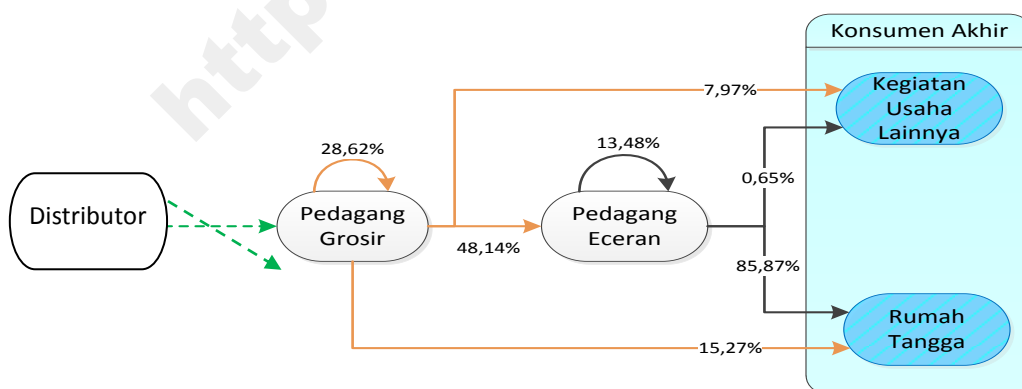 http
Konsumen Akhir
7,97%
Kegiatan
Usaha
Lainnya
28,62%
13,48%
0,65%
Distributor
Pedagang
Grosir
48,14%
Pedagang
Eceran
85,87%
Rumah
Tangga
15,27%